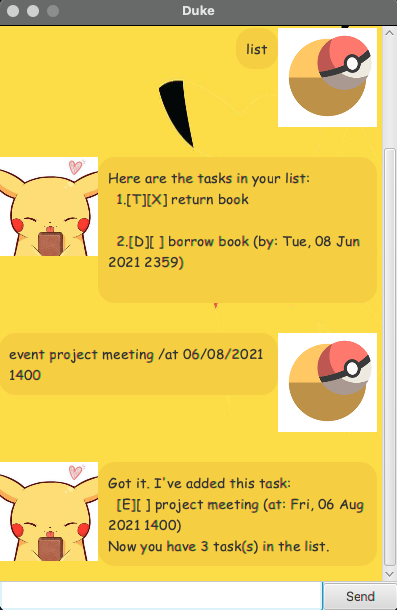 Duke
list
Here are the tasks in your list:
1.[T][X] return book
2.[D][ ] borrow book (by: Tue, 08 Jun
2021 2359)
event project meeting /at 06/08/2021
1400
Got it. I've added this task:
[E][ ] project meeting (at: Fri, 06 Aug
2021 1400)
Now you have 3 task(s) in the list.
Send